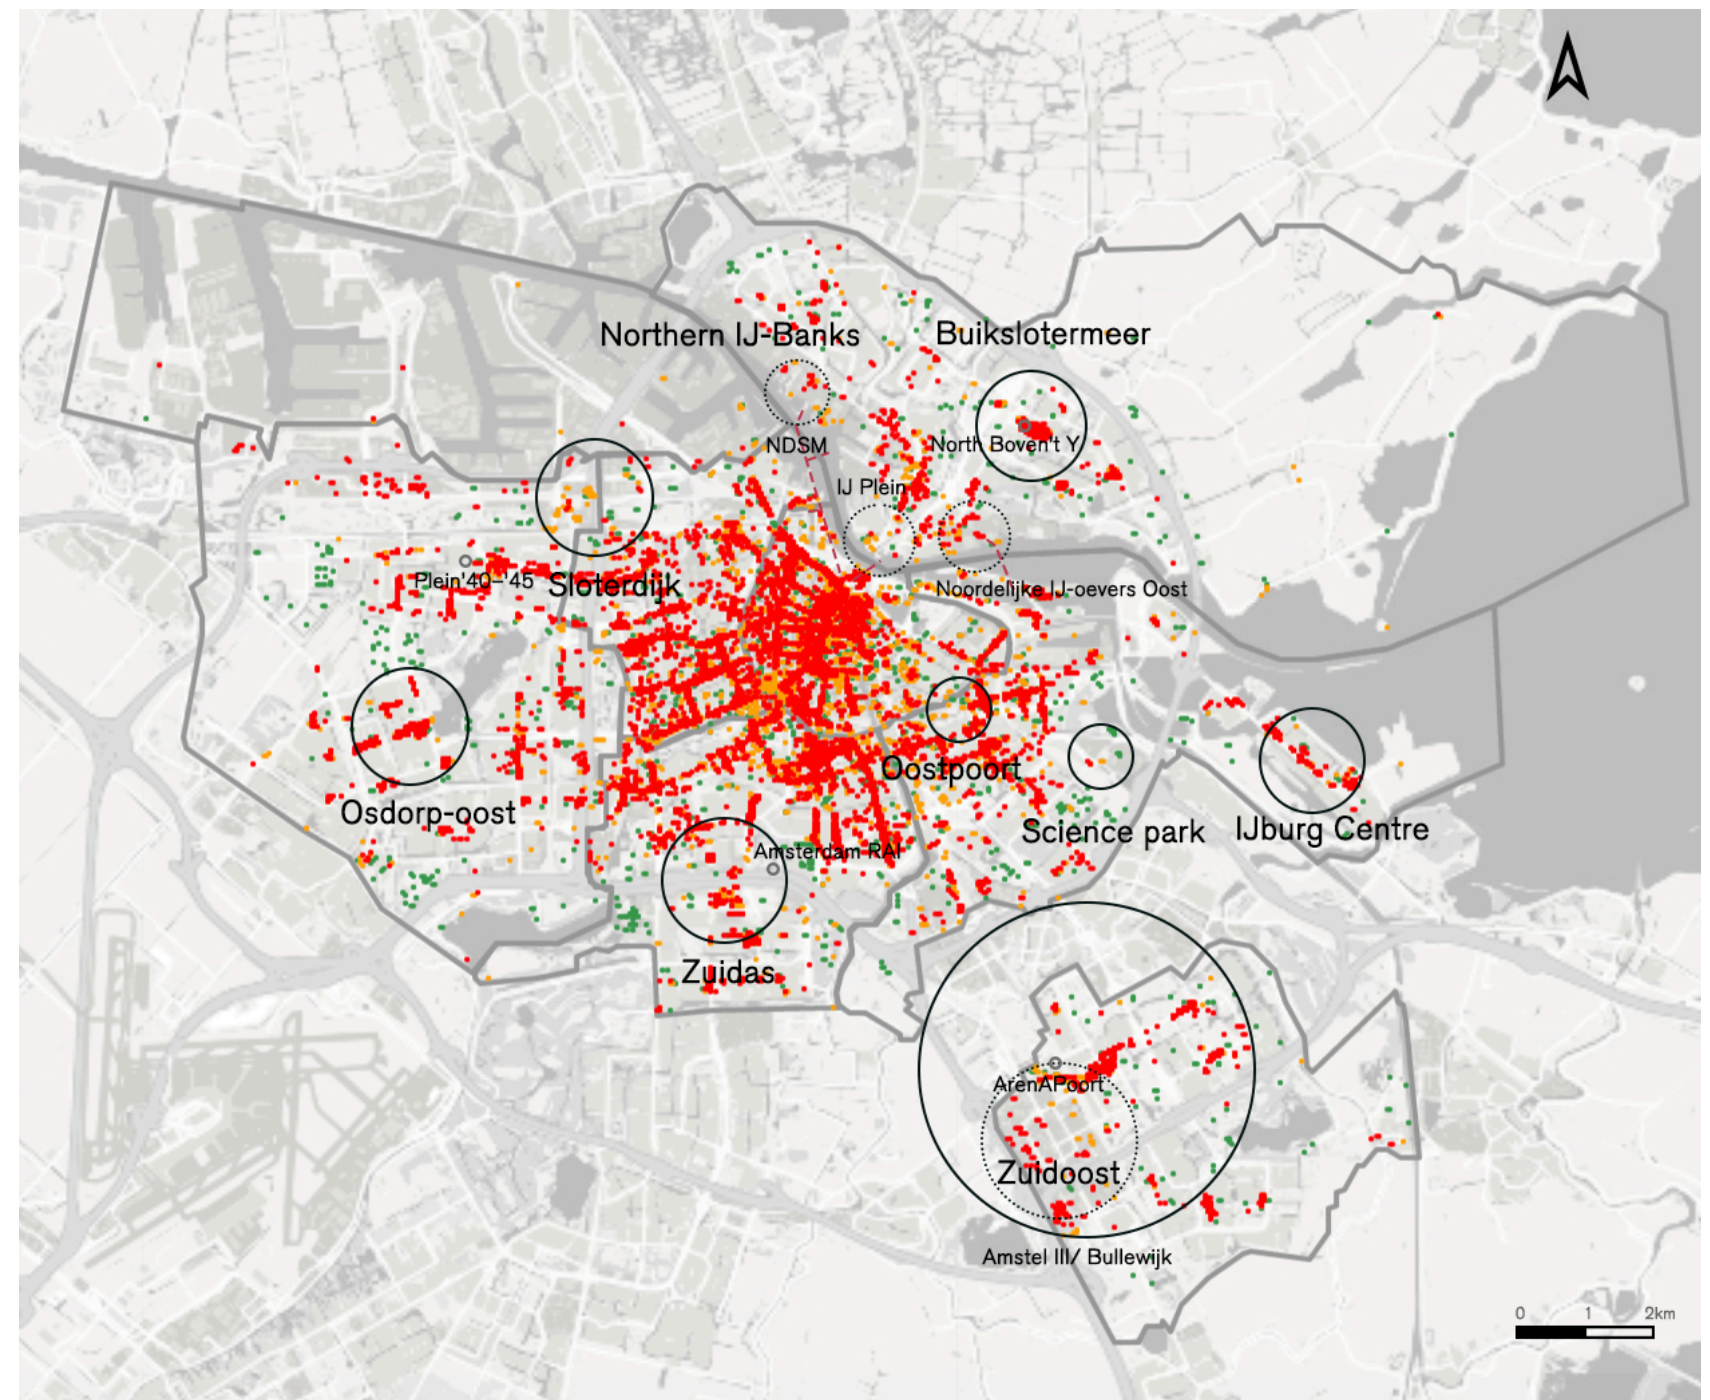 Northern IJ-Banks
Buikslotermeer
NDSM
North Boven't Y
IJ Plein
Plein'40-'45
Sloterdijk
Noordelijke IJ-oevers Oost
Oostpoort
Osdorp-oost
Science park
IJburg Centre
Amsterdam RAI
Zuidas
ArenAPoort
Zuidoost
Amstel III/ Bullewijk
0 1 2km